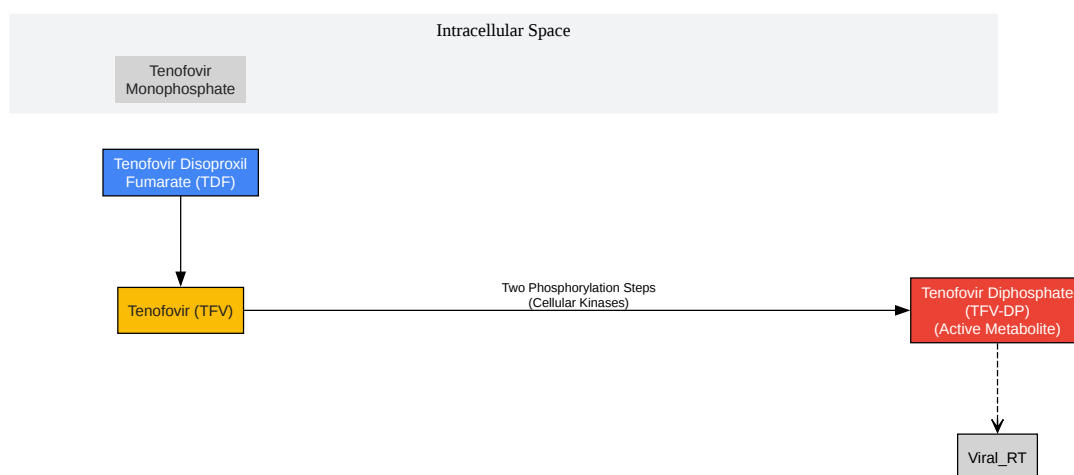 Intracellular Space
Tenofovir
Monophosphate
Tenofovir Disoproxil
Fumarate (TDF)
Two Phosphorylation Steps
(Cellular Kinases)
Tenofovir (TFV)
Tenofovir Diphosphate
(TFV-DP)
(Active Metabolite)
Viral_RT